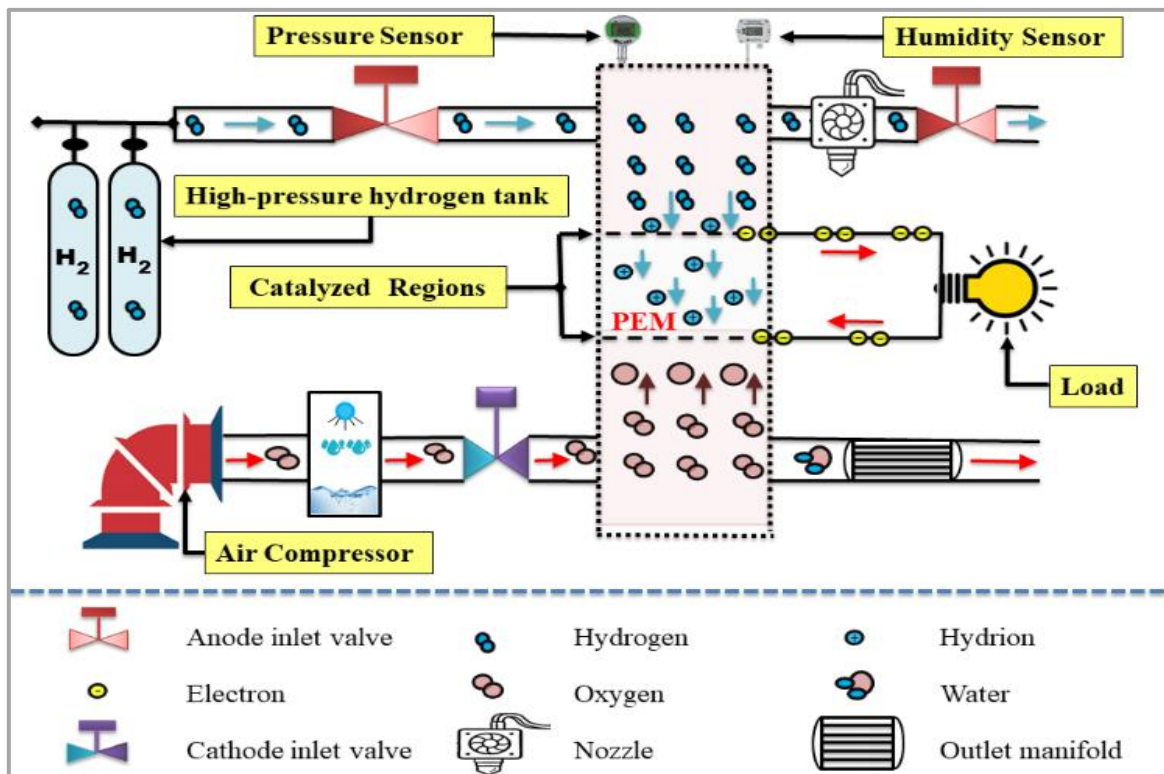 Pressure Sensor
Humidity Sensor
High-pressure hydrogen tank
H2
H2
Catalyzed Regions
PEM
Load
Air Compressor
Anode inlet valve
Hydrogen
Hydrion
Electron
Oxygen
Water
Cathode inlet valve
Nozzle
Outlet manifold